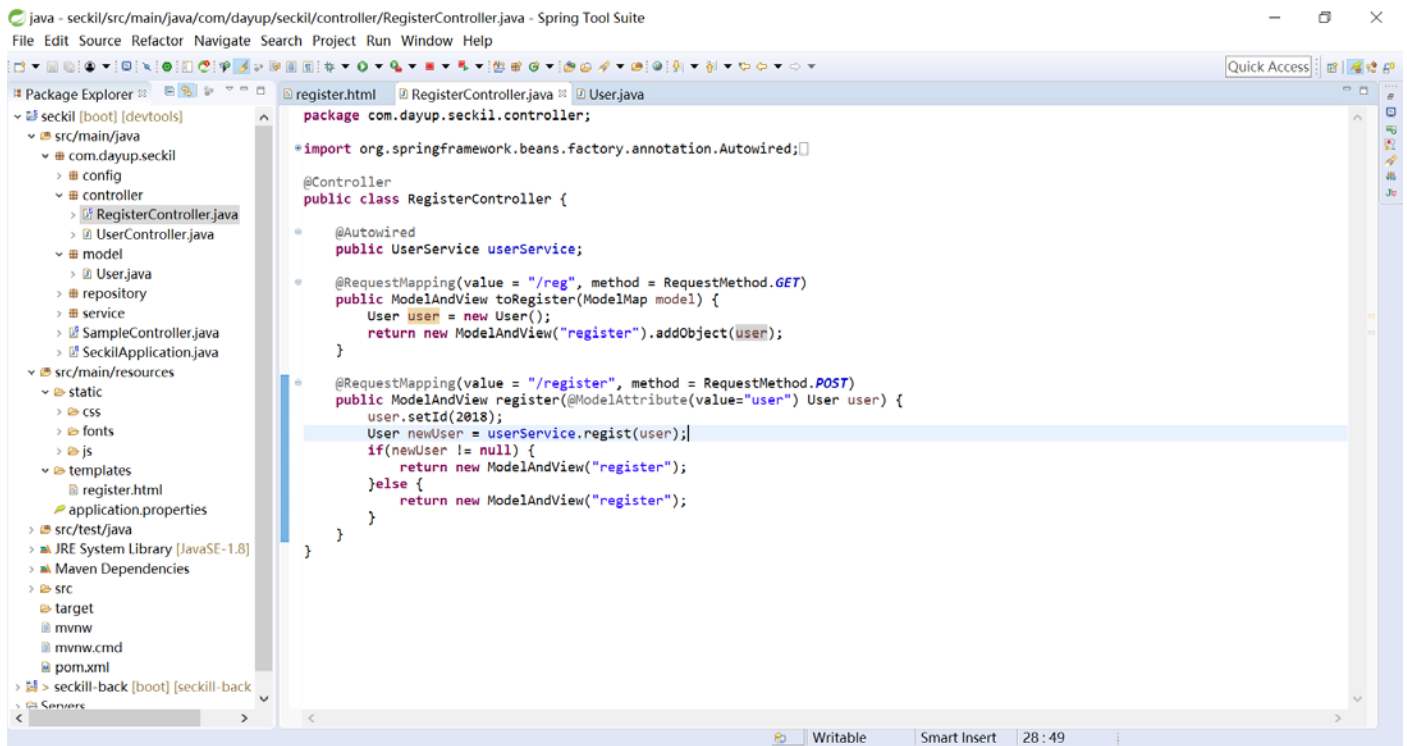 java - seckil/src/main/java/com/dayup/seckil/controller/RegisterController.java - Spring Tool Suite
File Edit Source Refactor Navigate Search Project Run Window Help
Quick Access
Package Explorer
register.html RegisterController.java User.java
seckil [boot] [devtools]
src/main/java
com.dayup.seckil
config
controller
RegisterController.java
UserController.java
model
User.java
repository
service
SampleController.java
SeckilApplication.java
src/main/resources
static
css
fonts
js
templates
register.html
application.properties
src/test/java
JRE System Library [JavaSE-1.8]
Maven Dependencies
src
target
mvnw
mvnw.cmd
pom.xml
> seckill-back [boot] [seckill-back
Servers
package com.dayup.seckil.controller;
import org.springframework.beans.factory.annotation.Autowired;
@Controller
public class RegisterController {
@Autowired
public UserService userService;
@RequestMapping(value = "/reg", method = RequestMethod.GET)
public ModelAndView toRegister(ModelMap model) {
User user = new User();
return new ModelAndView("register").addObject(user);
}
@RequestMapping(value = "/register", method = RequestMethod.POST)
public ModelAndView register(@ModelAttribute(value="user") User user) {
user.setId(2018);
User newUser = userService.regist(user);
if(newUser != null) {
return new ModelAndView("register");
}else {
return new ModelAndView("register");
}
}
}
Writable Smart Insert 28 : 49